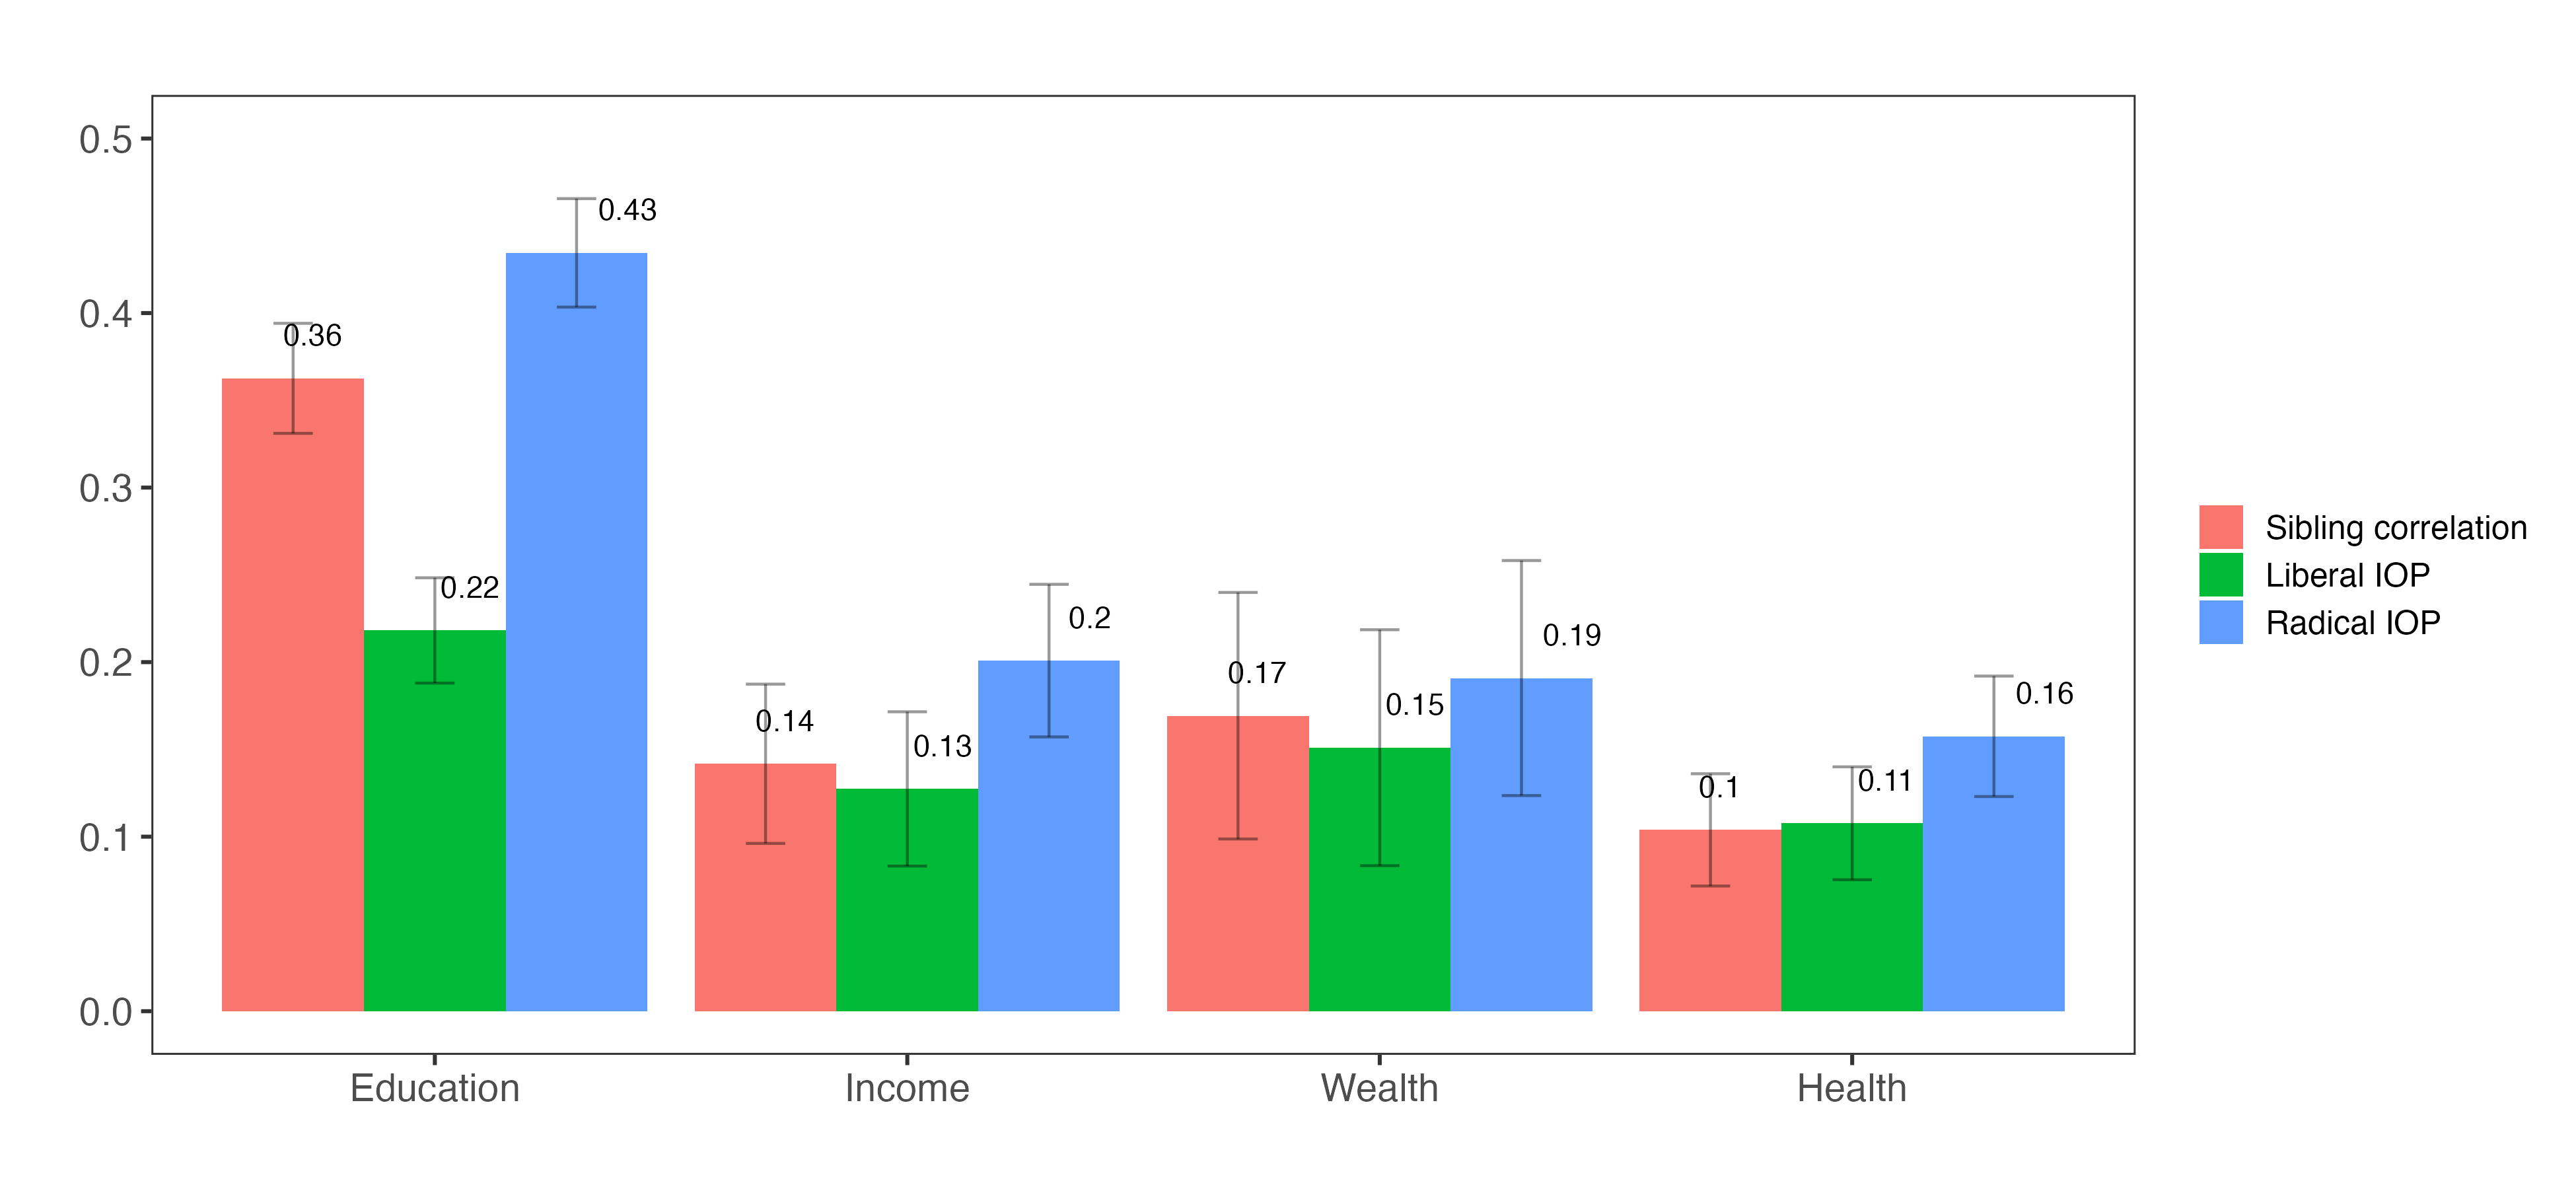 0.5
0.4
0.3
0.2
0.1
0.0
0.36
0.22
0.43
0.14
0.13
0.2
0.17
0.15
0.19
0.1
0.11
0.16
Education
Income
Wealth
Health
Sibling correlation
Liberal IOP
Radical IOP